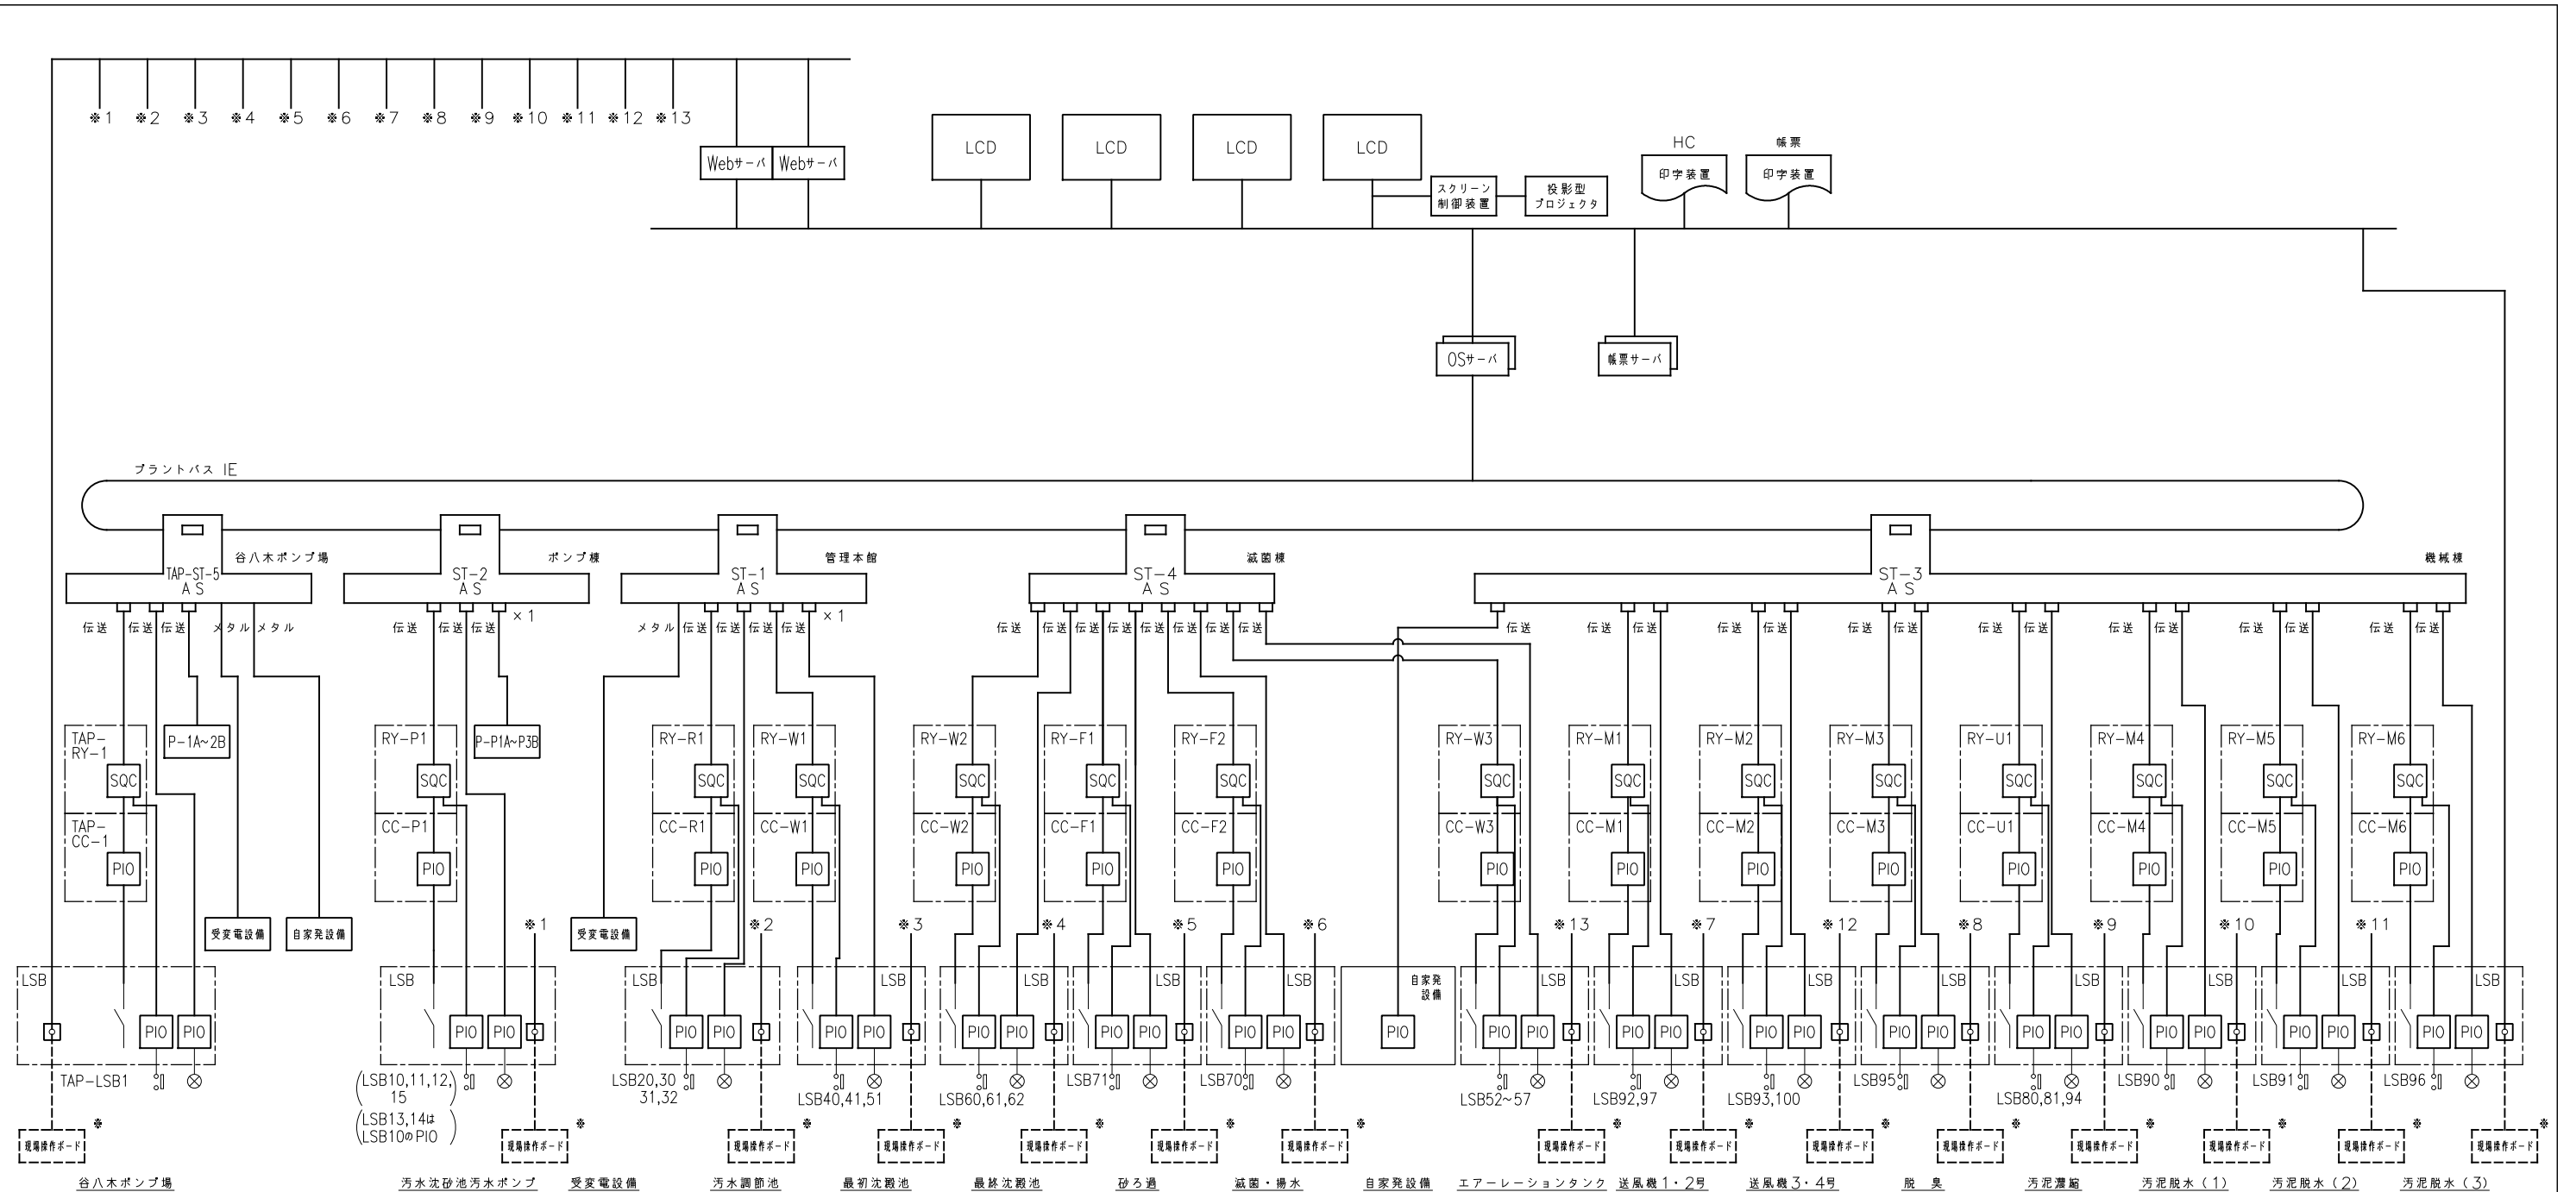 ※1 ※2 ※3 ※4 ※5 ※6 ※7 ※8 ※9 ※10 ※11 ※12 ※13
Webサーバ Webサーバ
LCD LCD LCD LCD
スクリーン
制御装置
投影型
プロジェクタ
HC
印字装置
帳票
印字装置
OSサーバ
帳票サーバ
プラントバス IE
谷八木ポンプ場 ポンプ棟 管理本館 滅菌棟 機械棟
TAP-ST-5
AS
ST-2
AS
ST-1
AS
ST-4
AS
ST-3
AS
×1 ×1
伝送 伝送 伝送 メタル メタル
伝送 伝送 伝送
メタル 伝送 伝送 伝送 伝送
伝送 伝送 伝送 伝送 伝送 伝送 伝送 伝送
伝送 伝送 伝送 伝送 伝送 伝送 伝送 伝送 伝送 伝送 伝送 伝送 伝送 伝送 伝送
TAP-
RY-1
P-1A~2B
RY-P1
P-P1A~P3B
RY-R1 RY-W1 RY-W2 RY-F1 RY-F2 RY-W3 RY-M1 RY-M2 RY-M3 RY-U1 RY-M4 RY-M5 RY-M6
SQC SQC SQC SQC SQC SQC SQC SQC SQC SQC SQC SQC SQC SQC SQC
TAP-
CC-1
CC-P1 CC-R1 CC-W1 CC-W2 CC-F1 CC-F2 CC-W3 CC-M1 CC-M2 CC-M3 CC-U1 CC-M4 CC-M5 CC-M6
PIO PIO PIO PIO PIO PIO PIO PIO PIO PIO PIO PIO PIO PIO PIO
受変電設備 自家発設備 受変電設備
※1 ※2 ※3 ※4 ※5 ※6 ※13 ※7 ※12 ※8 ※9 ※10 ※11
LSB LSB LSB LSB LSB LSB LSB
自家発
設備
LSB LSB LSB LSB LSB LSB LSB LSB
PIO PIO PIO PIO PIO PIO PIO PIO PIO PIO PIO PIO PIO PIO PIO PIO PIO PIO PIO PIO PIO PIO PIO PIO PIO PIO PIO PIO PIO PIO PIO
TAP-LSB1
(LSB10,11,12,
15)
(LSB13,14は
LSB10のPIO)
LSB20,30
31,32
LSB40,41,51
LSB60,61,62
LSB71
LSB70
LSB52~57
LSB92,97
LSB93,100
LSB95
LSB80,81,94
LSB90
LSB91
LSB96
※ ※ ※ ※ ※ ※ ※ ※ ※ ※ ※ ※ ※ ※ ※
現場操作ボード 現場操作ボード 現場操作ボード 現場操作ボード 現場操作ボード 現場操作ボード 現場操作ボード 現場操作ボード 現場操作ボード 現場操作ボード 現場操作ボード 現場操作ボード 現場操作ボード 現場操作ボード 現場操作ボード
谷八木ポンプ場 汚水沈砂池汚水ポンプ 受変電設備 汚水調節池 最初沈澱池 最終沈澱池 砂ろ過 滅菌・揚水 自家発設備 エアーレーションタンク 送風機1・2号 送風機3・4号 脱臭 汚泥濃縮 汚泥脱水(1) 汚泥脱水(2) 汚泥脱水(3)